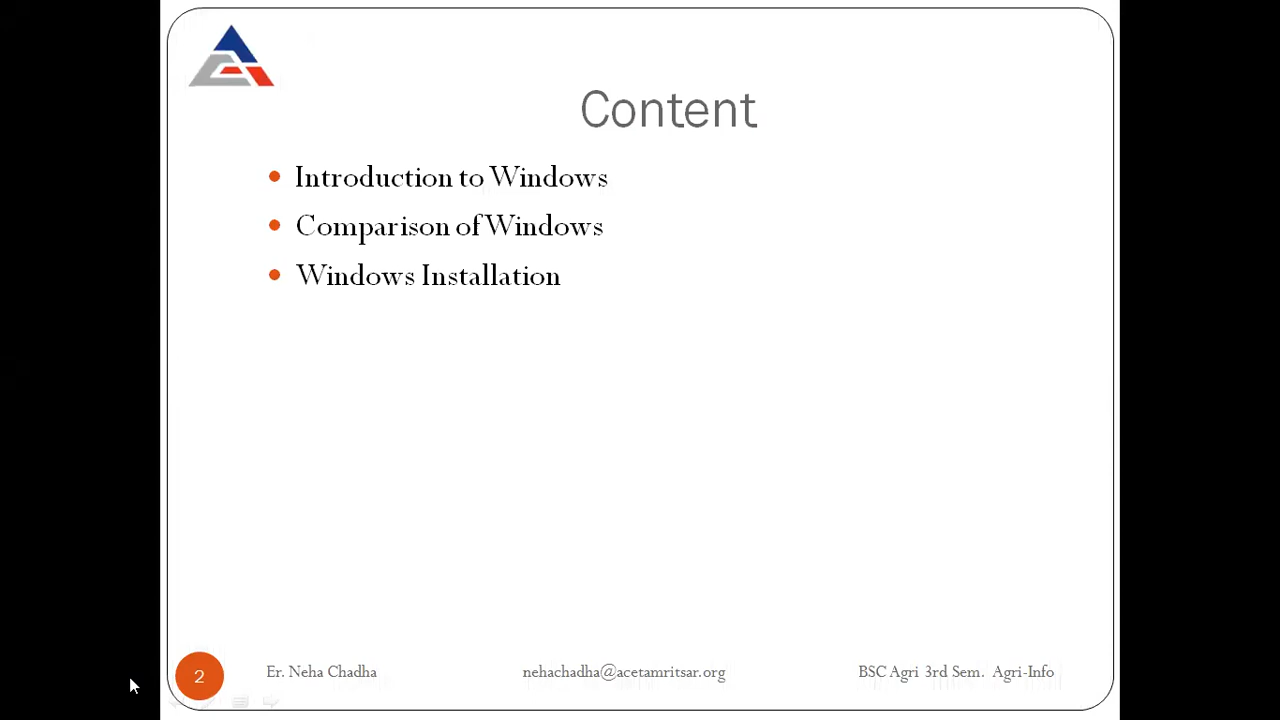 Content
Introduction to Windows
Comparison of Windows
Windows Installation
2
Er. Neha Chadha
nehachadha@acetamritsar.org
BSC Agri 3rd Sem. Agri-Info